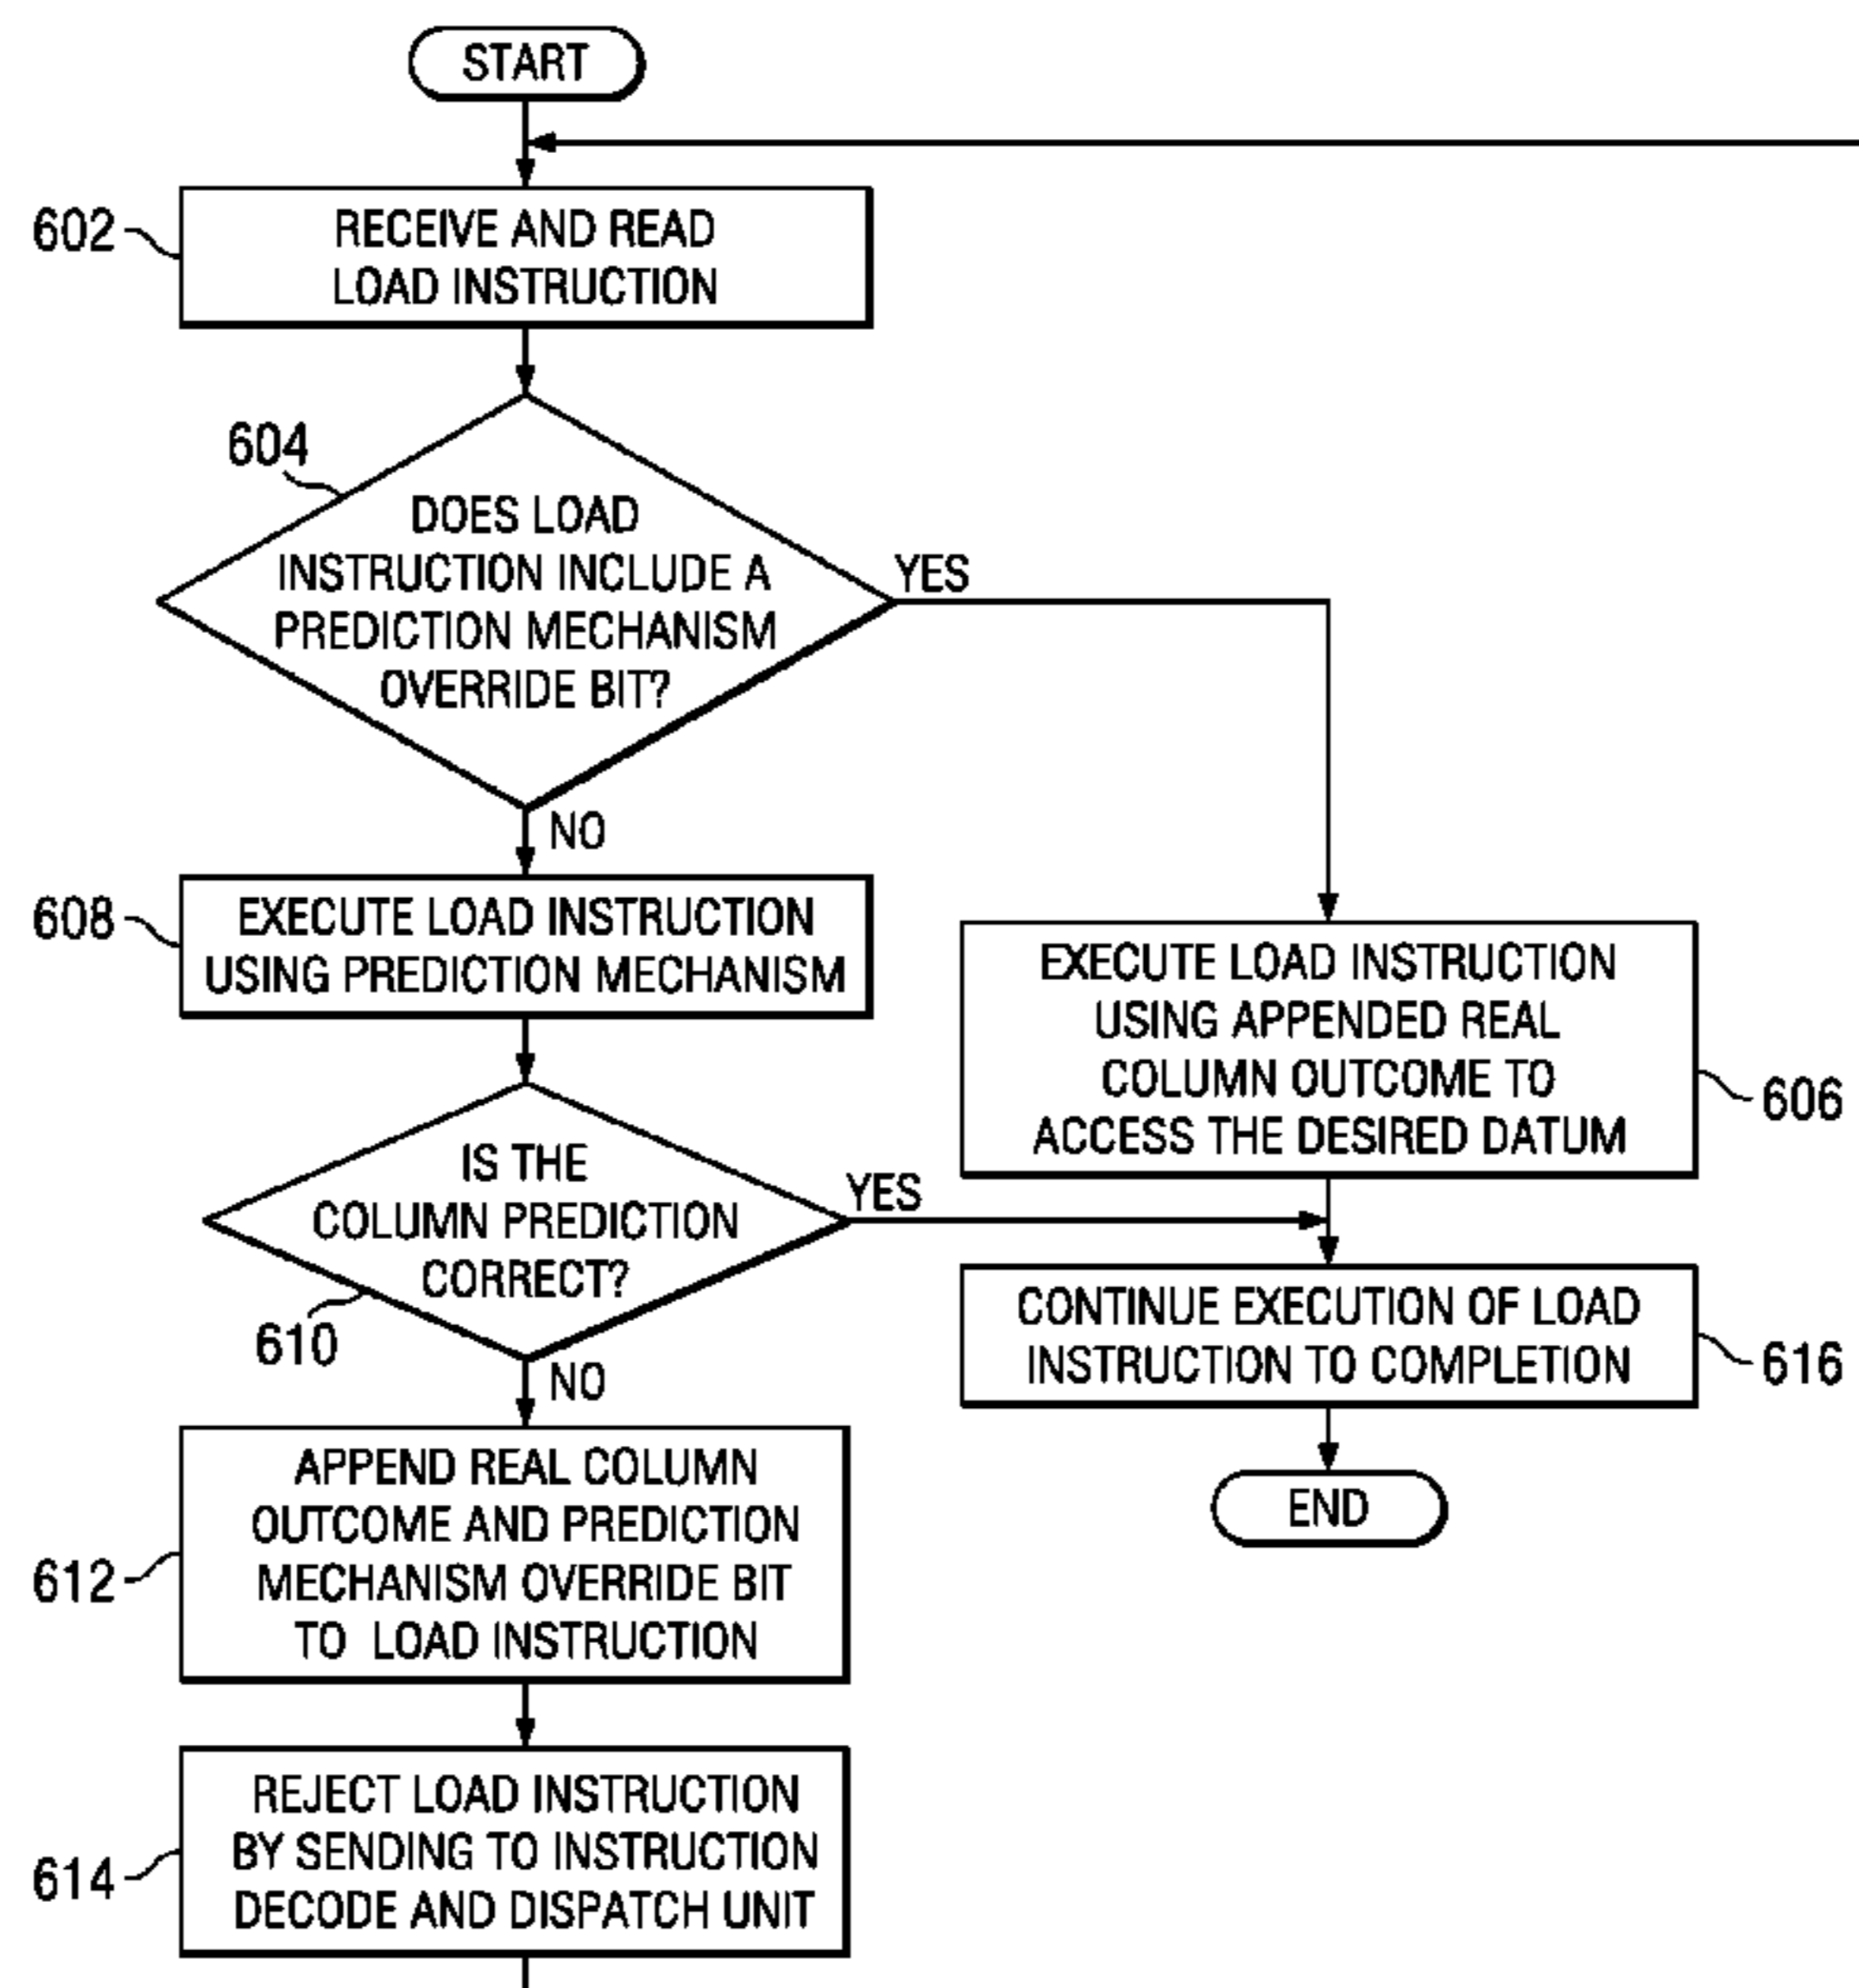 START
602
RECEIVE AND READ
LOAD INSTRUCTION
604
DOES LOAD
INSTRUCTION INCLUDE A
PREDICTION MECHANISM
OVERRIDE BIT?
YES
NO
608
EXECUTE LOAD INSTRUCTION
USING PREDICTION MECHANISM
EXECUTE LOAD INSTRUCTION
USING APPENDED REAL
COLUMN OUTCOME TO
ACCESS THE DESIRED DATUM
606
IS THE
COLUMN PREDICTION
CORRECT?
610
YES
NO
CONTINUE EXECUTION OF LOAD
INSTRUCTION TO COMPLETION
616
END
612
APPEND REAL COLUMN
OUTCOME AND PREDICTION
MECHANISM OVERRIDE BIT
TO LOAD INSTRUCTION
614
REJECT LOAD INSTRUCTION
BY SENDING TO INSTRUCTION
DECODE AND DISPATCH UNIT